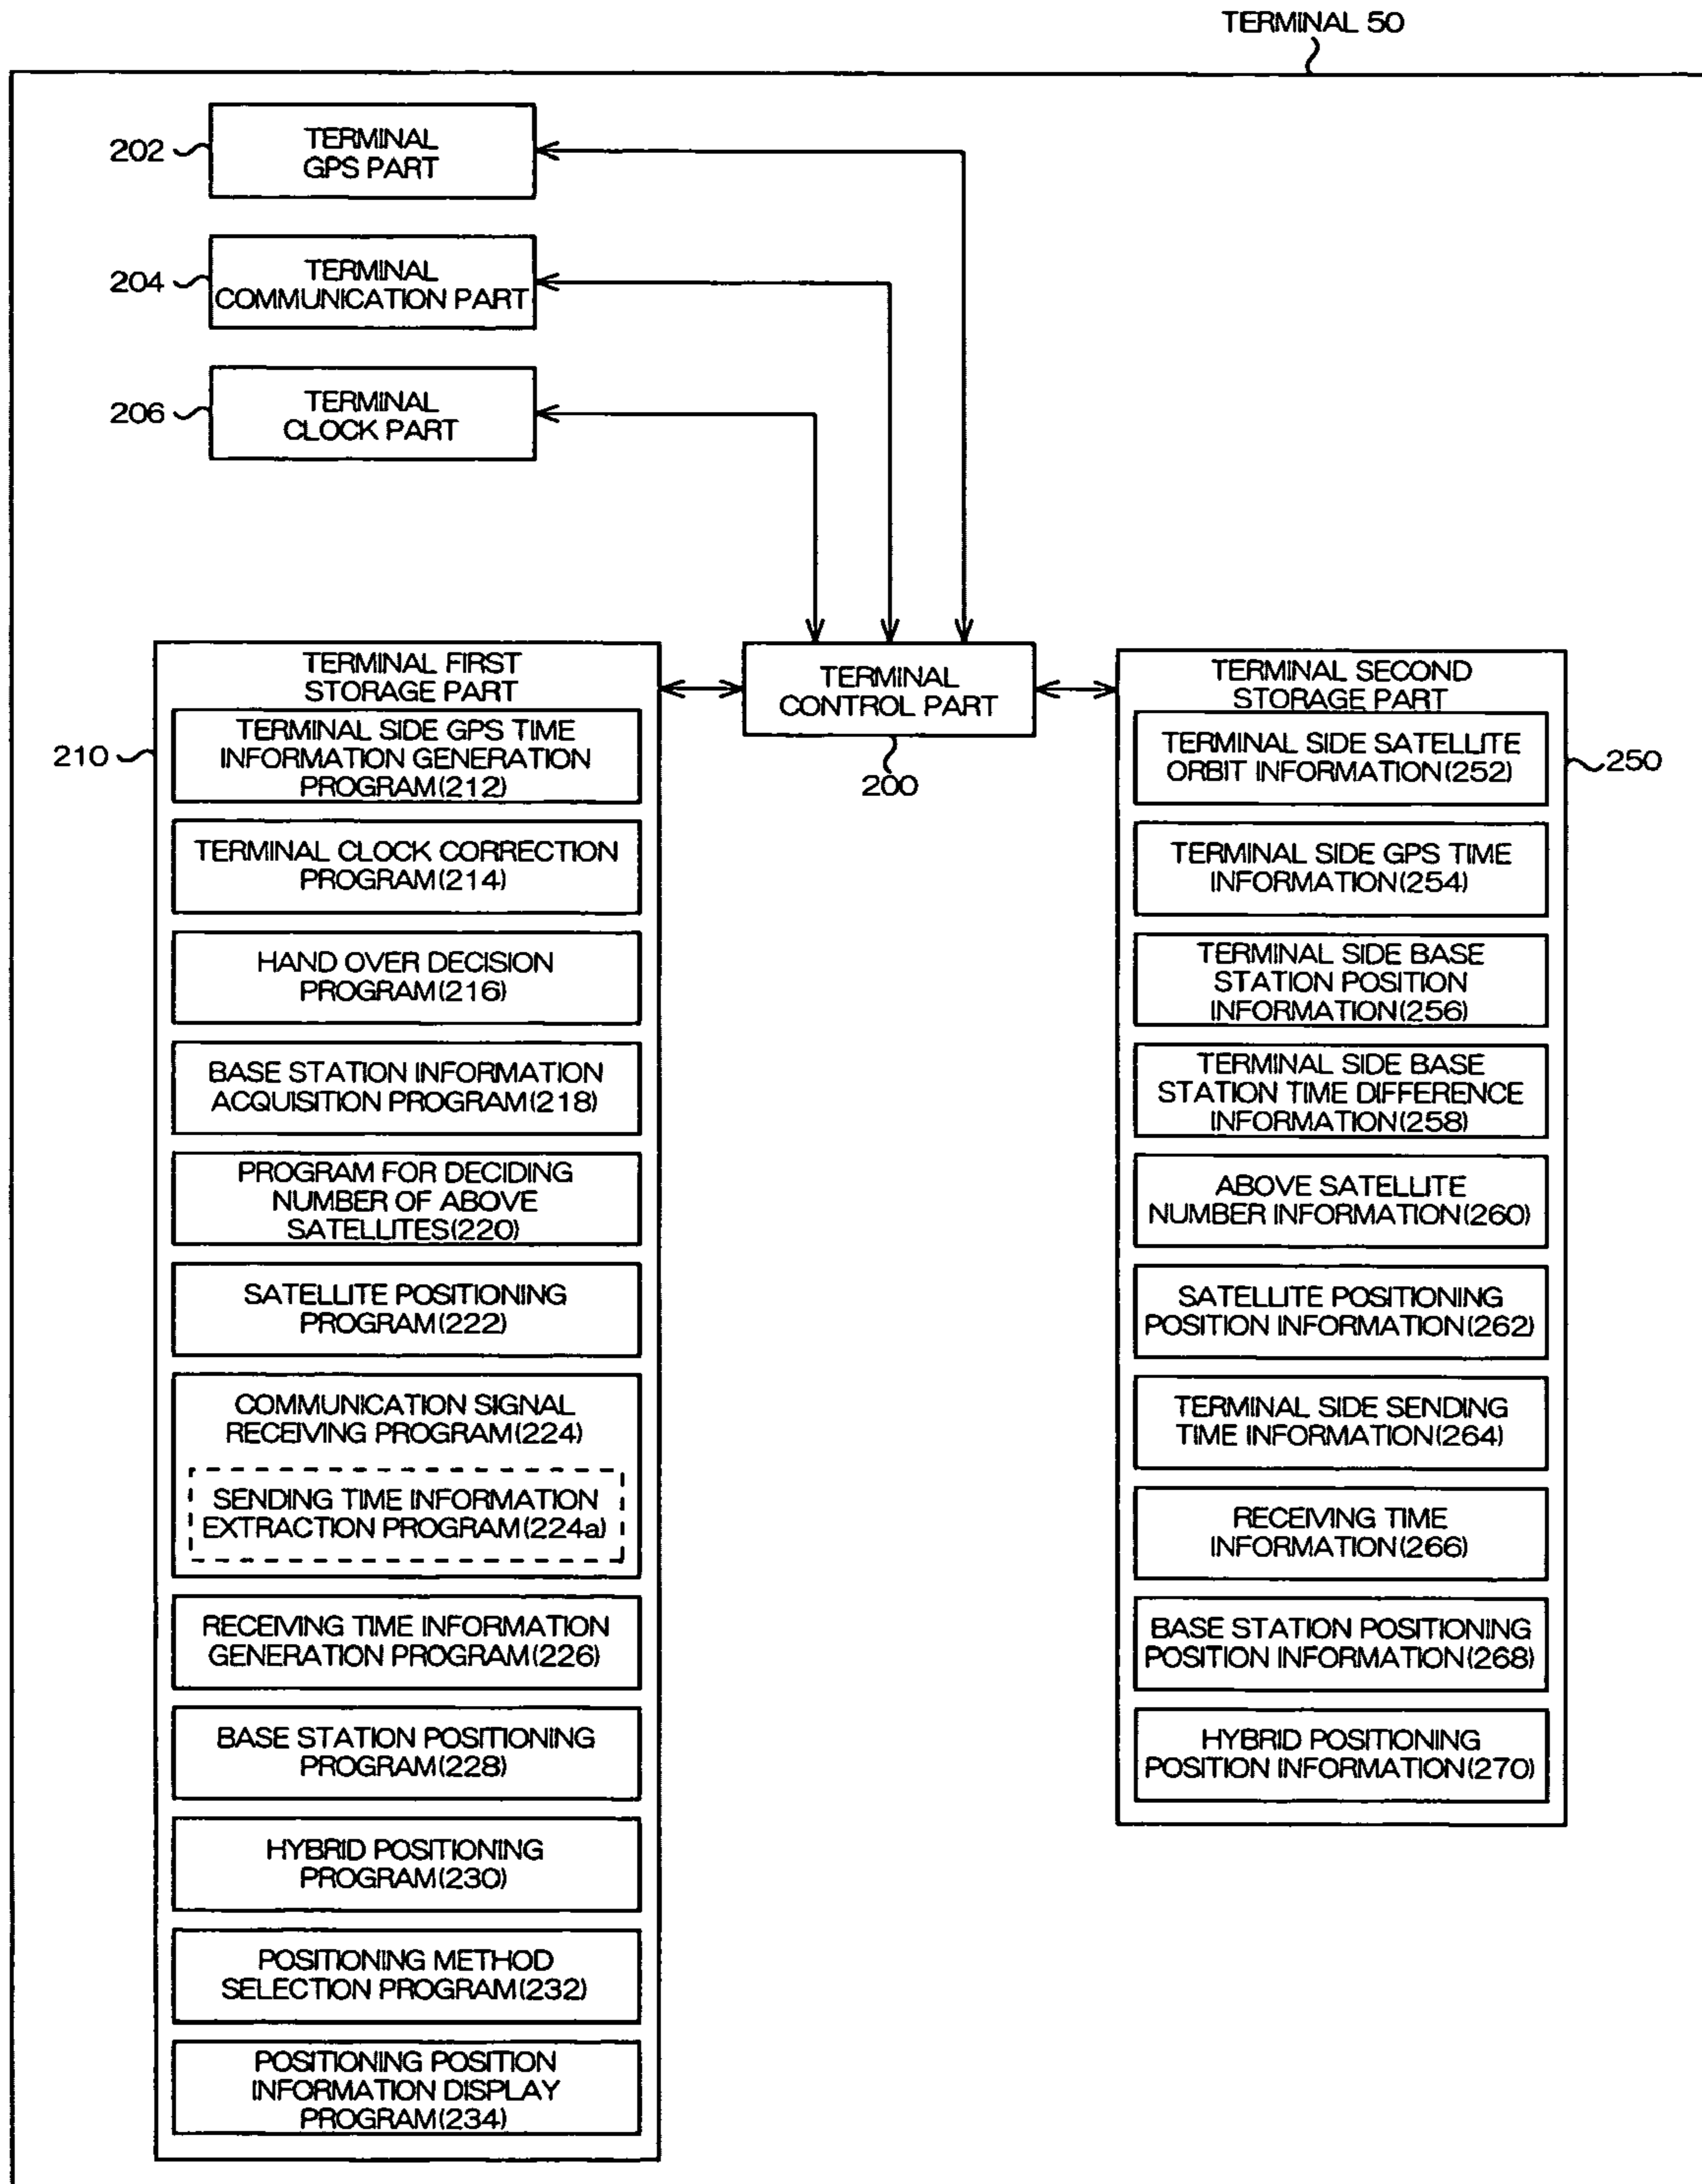 TERMINAL 50
202
TERMINAL
GPS PART
204
TERMINAL
COMMUNICATION PART
206
TERMINAL
CLOCK PART
TERMINAL
CONTROL PART
200
TERMINAL FIRST
STORAGE PART
210
TERMINAL SIDE GPS TIME
INFORMATION GENERATION
PROGRAM(212)
TERMINAL CLOCK CORRECTION
PROGRAM(214)
HAND OVER DECISION
PROGRAM(216)
BASE STATION INFORMATION
ACQUISITION PROGRAM(218)
PROGRAM FOR DECIDING
NUMBER OF ABOVE
SATELLITES(220)
SATELLITE POSITIONING
PROGRAM(222)
COMMUNICATION SIGNAL
RECEIVING PROGRAM(224)
SENDING TIME INFORMATION
EXTRACTION PROGRAM(224a)
RECEIVING TIME INFORMATION
GENERATION PROGRAM(226)
BASE STATION POSITIONING
PROGRAM(228)
HYBRID POSITIONING
PROGRAM(230)
POSITIONING METHOD
SELECTION PROGRAM(232)
POSITIONING POSITION
INFORMATION DISPLAY
PROGRAM(234)
TERMINAL SECOND
STORAGE PART
250
TERMINAL SIDE SATELLITE
ORBIT INFORMATION(252)
TERMINAL SIDE GPS TIME
INFORMATION(254)
TERMINAL SIDE BASE
STATION POSITION
INFORMATION(256)
TERMINAL SIDE BASE
STATION TIME DIFFERENCE
INFORMATION(258)
ABOVE SATELLITE
NUMBER INFORMATION(260)
SATELLITE POSITIONING
POSITION INFORMATION(262)
TERMINAL SIDE SENDING
TIME INFORMATION(264)
RECEIVING TIME
INFORMATION(266)
BASE STATION POSITIONING
POSITION INFORMATION(268)
HYBRID POSITIONING
POSITION INFORMATION(270)